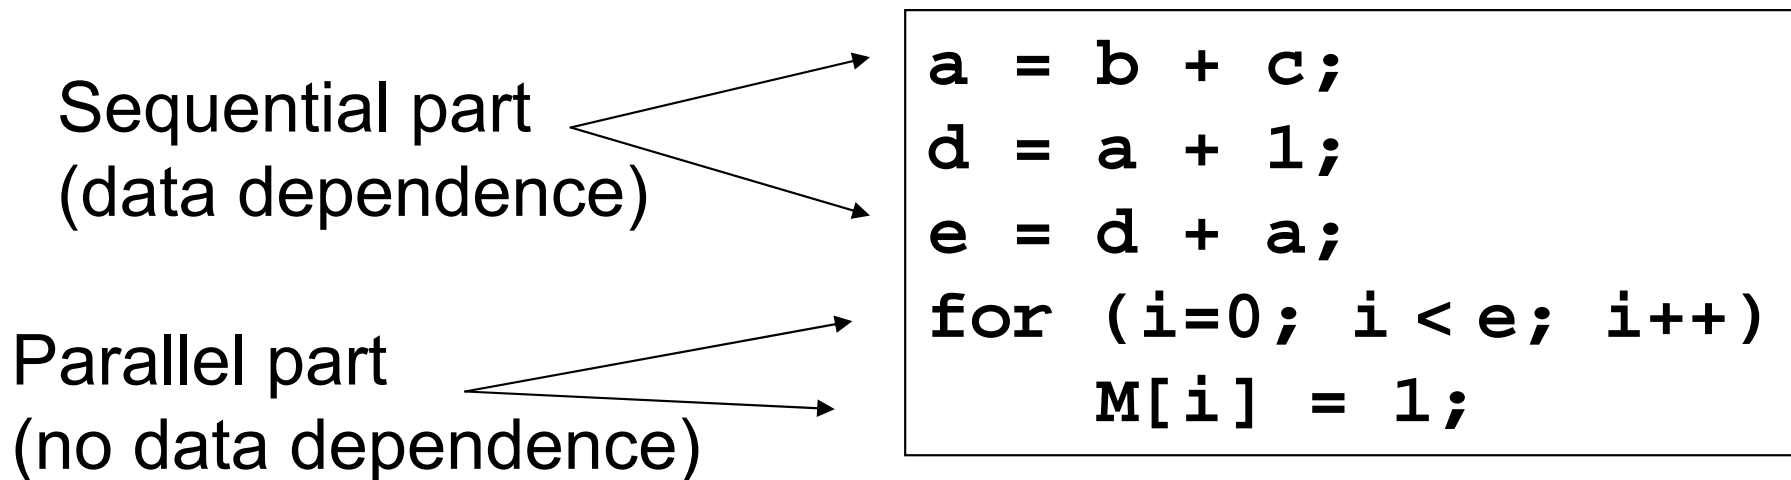 Sequential part
(data dependence)
Parallel part
(no data dependence)
a = b + c;
d = a + 1;
e = d + a;
for (i=0; i < e; i++)
M[i] = 1;